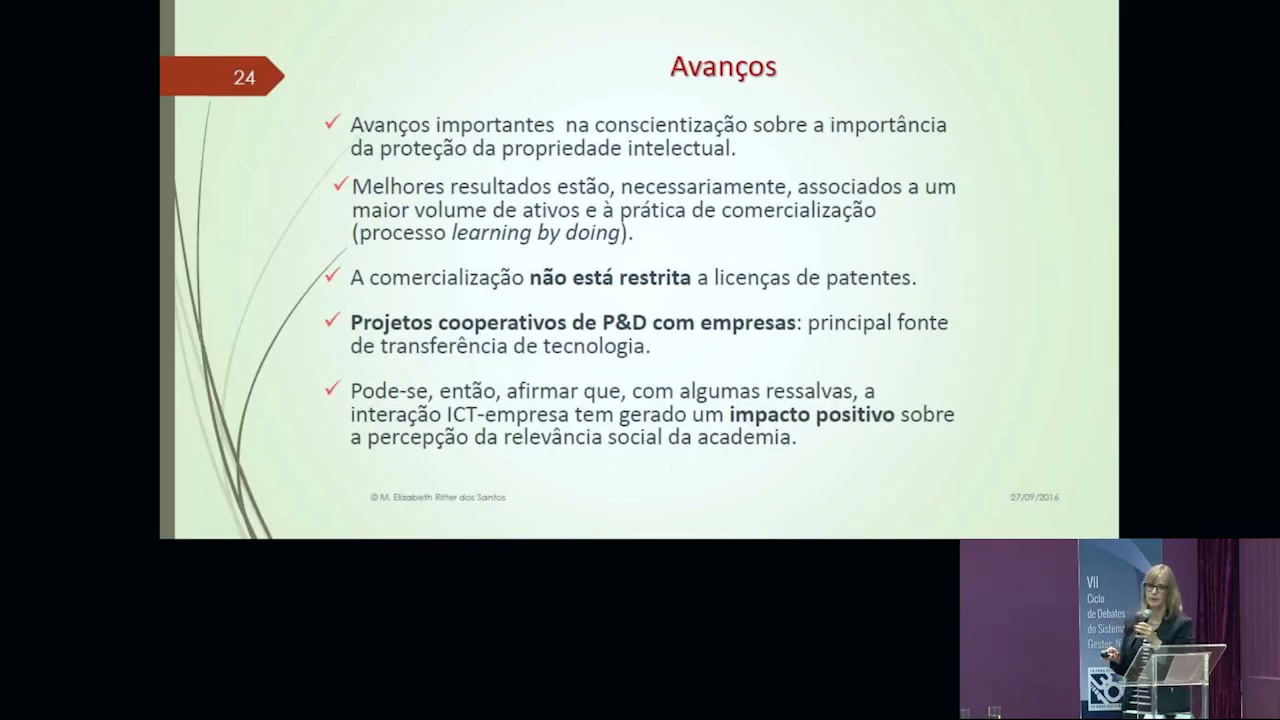 24
Avanços
✓ Avanços importantes na conscientização sobre a importância
da proteção da propriedade intelectual.
✓ Melhores resultados estão, necessariamente, associados a um
maior volume de ativos e à prática de comercialização
(processo learning by doing).
✓ A comercialização não está restrita a licenças de patentes.
✓ Projetos cooperativos de P&D com empresas: principal fonte
de transferência de tecnologia.
✓ Pode-se, então, afirmar que, com algumas ressalvas, a
interação ICT-empresa tem gerado um impacto positivo sobre
a percepção da relevância social da academia.
© M. Elizabeth Ritter dos Santos
27/09/2016
VII
Ciclo
de Debates
do Sistema